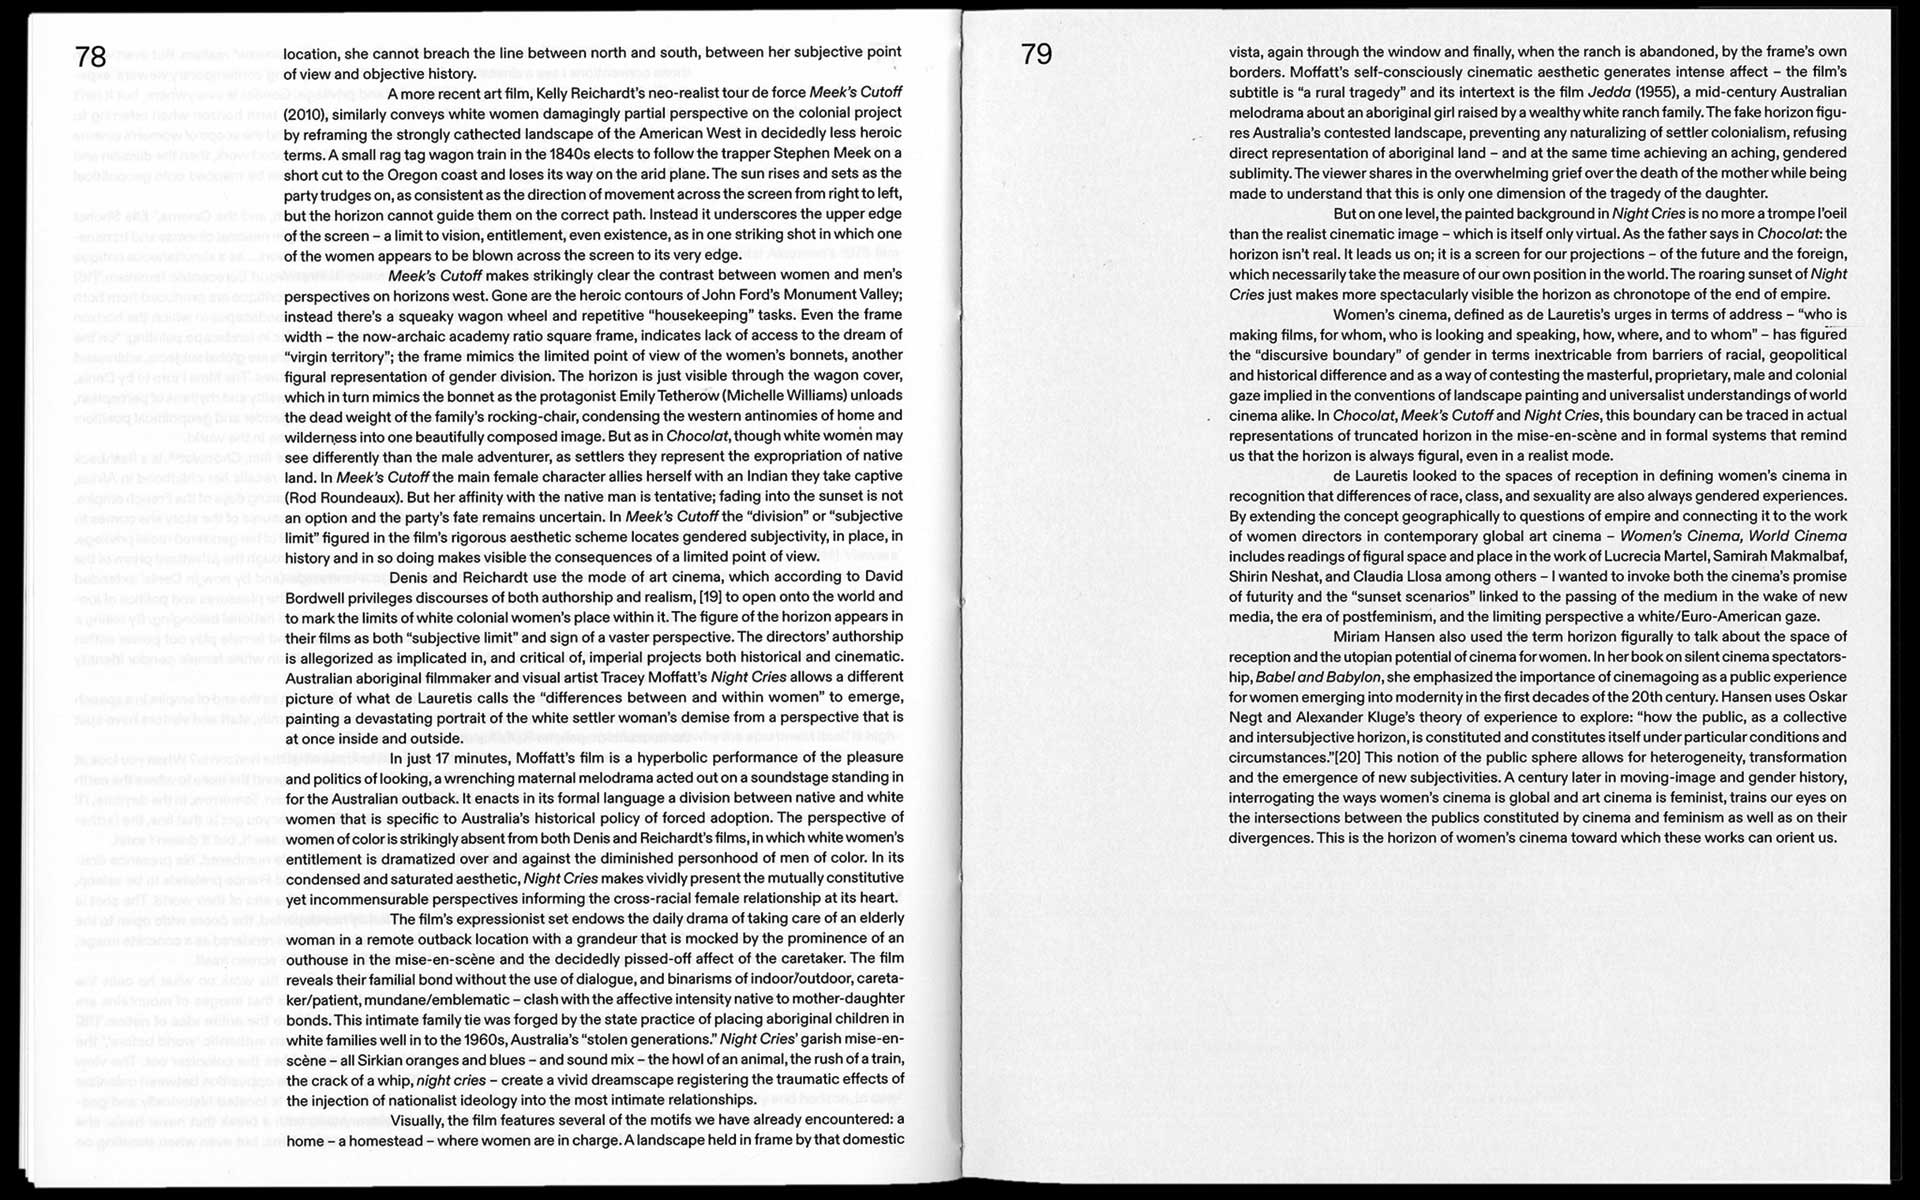 78
location, she cannot breach the line between north and south, between her subjective point
of view and objective history.
A more recent art film, Kelly Reichardt's neo-realist tour de force Meek's Cutoff
(2010), similarly conveys white women damagingly partial perspective on the colonial project
by reframing the strongly cathected landscape of the American West in decidedly less heroic
terms. A small rag tag wagon train in the 1840s elects to follow the trapper Stephen Meek on a
short cut to the Oregon coast and loses its way on the arid plane. The sun rises and sets as the
party trudges on, as consistent as the direction of movement across the screen from right to left,
but the horizon cannot guide them on the correct path. Instead it underscores the upper edge
of the screen – a limit to vision, entitlement, even existence, as in one striking shot in which one
of the women appears to be blown across the screen to its very edge.
Meek's Cutoff makes strikingly clear the contrast between women and men's
perspectives on horizons west. Gone are the heroic contours of John Ford's Monument Valley;
instead there's a squeaky wagon wheel and repetitive “housekeeping” tasks. Even the frame
width – the now-archaic academy ratio square frame, indicates lack of access to the dream of
“virgin territory”; the frame mimics the limited point of view of the women's bonnets, another
figural representation of gender division. The horizon is just visible through the wagon cover,
which in turn mimics the bonnet as the protagonist Emily Tetherow (Michelle Williams) unloads
the dead weight of the family's rocking-chair, condensing the western antinomies of home and
wilderness into one beautifully composed image. But as in Chocolat, though white women may
see differently than the male adventurer, as settlers they represent the expropriation of native
land. In Meek's Cutoff the main female character allies herself with an Indian they take captive
(Rod Roundeaux). But her affinity with the native man is tentative; fading into the sunset is not
an option and the party's fate remains uncertain. In Meek's Cutoff the “division” or “subjective
limit” figured in the film's rigorous aesthetic scheme locates gendered subjectivity, in place, in
history and in so doing makes visible the consequences of a limited point of view.
Denis and Reichardt use the mode of art cinema, which according to David
Bordwell privileges discourses of both authorship and realism, [19] to open onto the world and
to mark the limits of white colonial women's place within it. The figure of the horizon appears in
their films as both “subjective limit” and sign of a vaster perspective. The directors' authorship
is allegorized as implicated in, and critical of, imperial projects both historical and cinematic.
Australian aboriginal filmmaker and visual artist Tracey Moffatt's Night Cries allows a different
picture of what de Lauretis calls the “differences between and within women” to emerge,
painting a devastating portrait of the white settler woman's demise from a perspective that is
at once inside and outside.
In just 17 minutes, Moffatt's film is a hyperbolic performance of the pleasure
and politics of looking, a wrenching maternal melodrama acted out on a soundstage standing in
for the Australian outback. It enacts in its formal language a division between native and white
women that is specific to Australia's historical policy of forced adoption. The perspective of
women of color is strikingly absent from both Denis and Reichardt's films, in which white women's
entitlement is dramatized over and against the diminished personhood of men of color. In its
condensed and saturated aesthetic, Night Cries makes vividly present the mutually constitutive
yet incommensurable perspectives informing the cross-racial female relationship at its heart.
The film's expressionist set endows the daily drama of taking care of an elderly
woman in a remote outback location with a grandeur that is mocked by the prominence of an
outhouse in the mise-en-scène and the decidedly pissed-off affect of the caretaker. The film
reveals their familial bond without the use of dialogue, and binarisms of indoor/outdoor, careta-
ker/patient, mundane/emblematic – clash with the affective intensity native to mother-daughter
bonds. This intimate family tie was forged by the state practice of placing aboriginal children in
white families well in to the 1960s, Australia's “stolen generations.” Night Cries' garish mise-en-
scène – all Sirkian oranges and blues – and sound mix – the howl of an animal, the rush of a train,
the crack of a whip, night cries – create a vivid dreamscape registering the traumatic effects of
the injection of nationalist ideology into the most intimate relationships.
Visually, the film features several of the motifs we have already encountered: a
home – a homestead – where women are in charge. A landscape held in frame by that domestic
79
vista, again through the window and finally, when the ranch is abandoned, by the frame's own
borders. Moffatt's self-consciously cinematic aesthetic generates intense affect – the film's
subtitle is “a rural tragedy” and its intertext is the film Jedda (1955), a mid-century Australian
melodrama about an aboriginal girl raised by a wealthy white ranch family. The fake horizon figu-
res Australia's contested landscape, preventing any naturalizing of settler colonialism, refusing
direct representation of aboriginal land – and at the same time achieving an aching, gendered
sublimity. The viewer shares in the overwhelming grief over the death of the mother while being
made to understand that this is only one dimension of the tragedy of the daughter.
But on one level, the painted background in Night Cries is no more a trompe l'oeil
than the realist cinematic image – which is itself only virtual. As the father says in Chocolat: the
horizon isn't real. It leads us on; it is a screen for our projections – of the future and the foreign,
which necessarily take the measure of our own position in the world. The roaring sunset of Night
Cries just makes more spectacularly visible the horizon as chronotope of the end of empire.
Women's cinema, defined as de Lauretis's urges in terms of address – “who is
making films, for whom, who is looking and speaking, how, where, and to whom” – has figured
the “discursive boundary” of gender in terms inextricable from barriers of racial, geopolitical
and historical difference and as a way of contesting the masterful, proprietary, male and colonial
gaze implied in the conventions of landscape painting and universalist understandings of world
cinema alike. In Chocolat, Meek's Cutoff and Night Cries, this boundary can be traced in actual
representations of truncated horizon in the mise-en-scène and in formal systems that remind
us that the horizon is always figural, even in a realist mode.
de Lauretis looked to the spaces of reception in defining women's cinema in
recognition that differences of race, class, and sexuality are also always gendered experiences.
By extending the concept geographically to questions of empire and connecting it to the work
of women directors in contemporary global art cinema – Women's Cinema, World Cinema
includes readings of figural space and place in the work of Lucrecia Martel, Samirah Makmalbaf,
Shirin Neshat, and Claudia Llosa among others – I wanted to invoke both the cinema's promise
of futurity and the “sunset scenarios” linked to the passing of the medium in the wake of new
media, the era of postfeminism, and the limiting perspective a white/Euro-American gaze.
Miriam Hansen also used the term horizon figurally to talk about the space of
reception and the utopian potential of cinema for women. In her book on silent cinema spectators-
hip, Babel and Babylon, she emphasized the importance of cinemagoing as a public experience
for women emerging into modernity in the first decades of the 20th century. Hansen uses Oskar
Negt and Alexander Kluge's theory of experience to explore: “how the public, as a collective
and intersubjective horizon, is constituted and constitutes itself under particular conditions and
circumstances.”[20] This notion of the public sphere allows for heterogeneity, transformation
and the emergence of new subjectivities. A century later in moving-image and gender history,
interrogating the ways women's cinema is global and art cinema is feminist, trains our eyes on
the intersections between the publics constituted by cinema and feminism as well as on their
divergences. This is the horizon of women's cinema toward which these works can orient us.